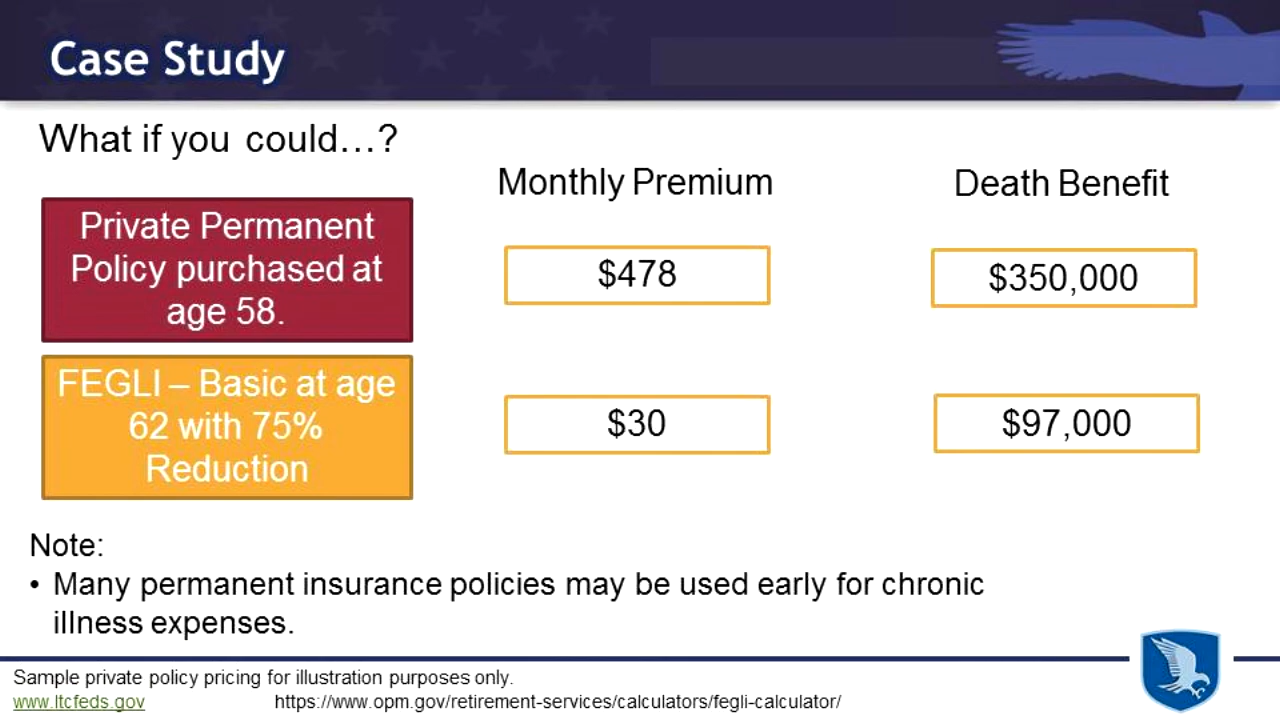 Case Study
What if you could…?
Monthly Premium
Death Benefit
Private Permanent
Policy purchased at
age 58.
$478
$350,000
FEGLI – Basic at age
62 with 75%
Reduction
$30
$97,000
Note:
• Many permanent insurance policies may be used early for chronic
illness expenses.
Sample private policy pricing for illustration purposes only.
www.ltcfeds.gov
https://www.opm.gov/retirement-services/calculators/fegli-calculator/